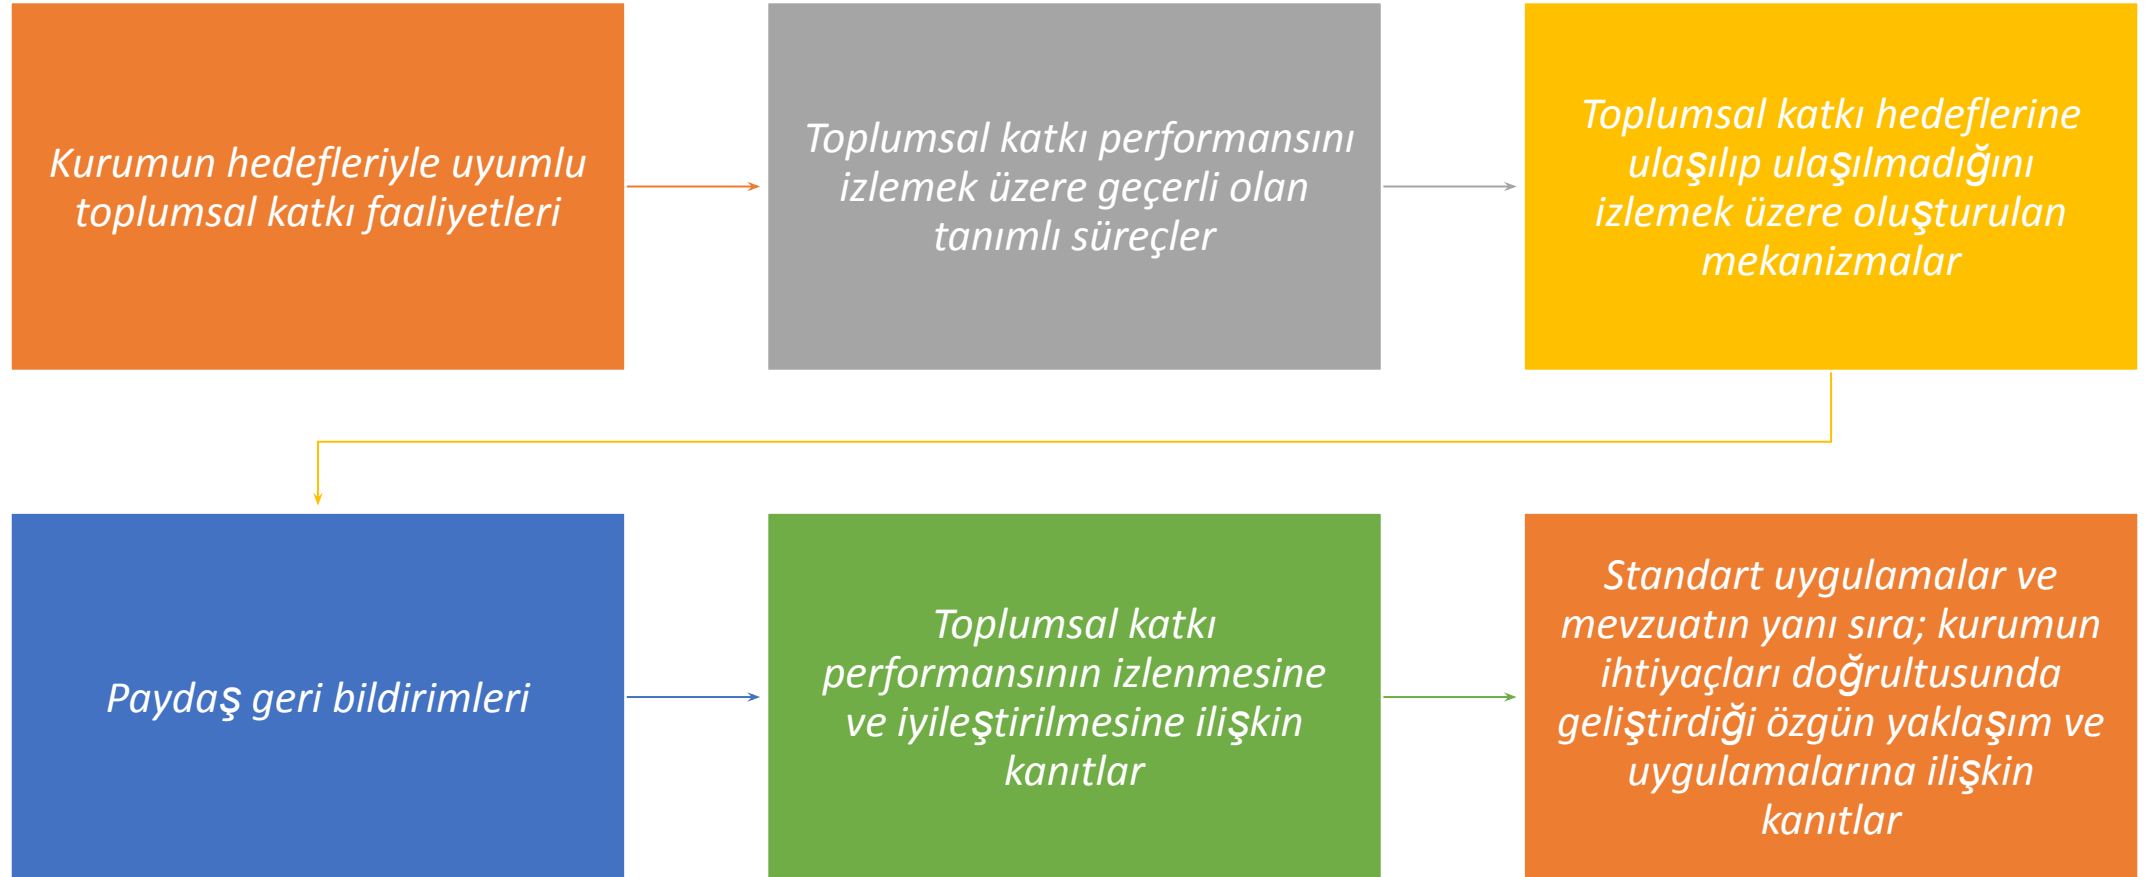 Kurumun hedefleriyle uyumlu
toplumsal katkı faaliyetleri
Toplumsal katkı performansını
izlemek üzere geçerli olan
tanımlı süreçler
Toplumsal katkı hedeflerine
ulaşılıp ulaşılmadığını
izlemek üzere oluşturulan
mekanizmalar
Paydaş geri bildirimleri
Toplumsal katkı
performansının izlenmesine
ve iyileştirilmesine ilişkin
kanıtlar
Standart uygulamalar ve
mevzuatın yanı sıra; kurumun
ihtiyaçları doğrultusunda
geliştirdiği özgün yaklaşım ve
uygulamalarına ilişkin
kanıtlar